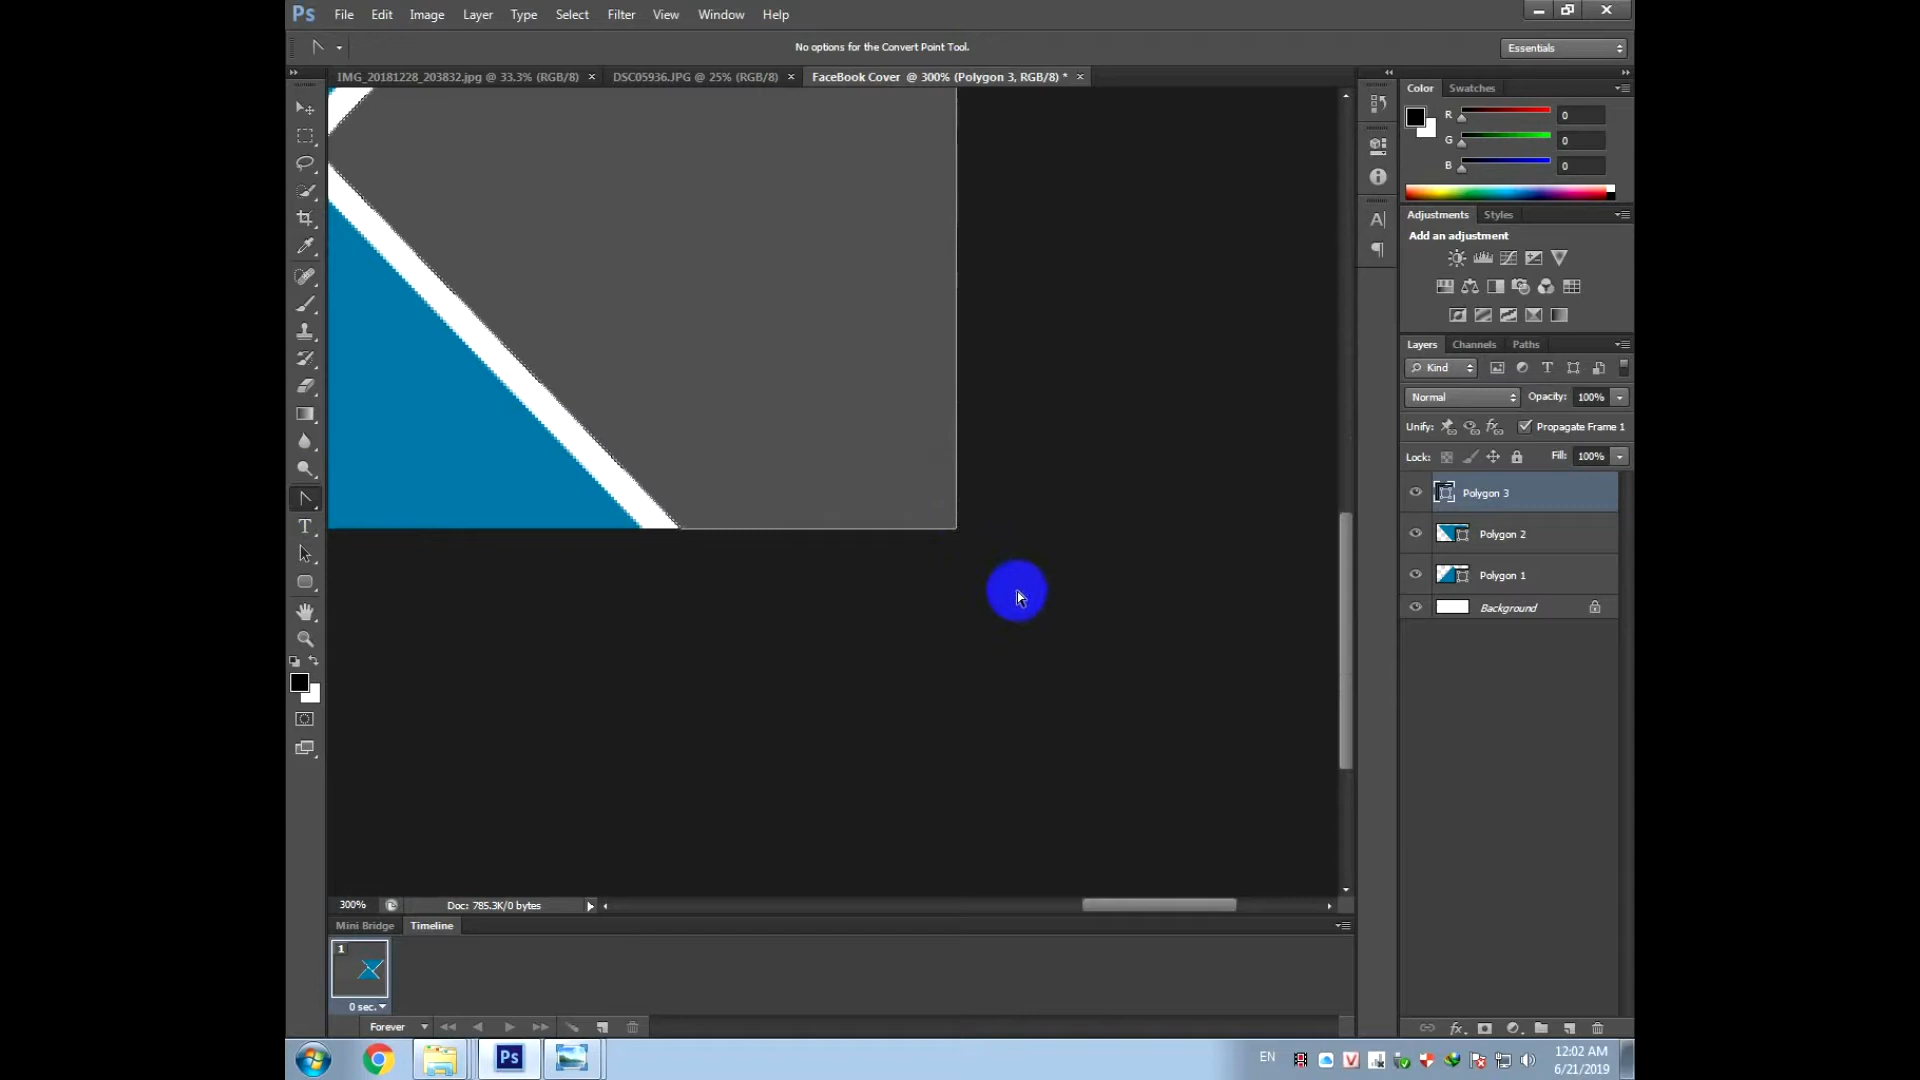 Ps File Edit Image Layer Type Select Filter View Window Help
No options for the Convert Point Tool.
Essentials
IMG_20181228_203832.jpg @ 33.3% (RGB/8) × DSC05936.JPG @ 25% (RGB/8) × FaceBook Cover @ 300% (Polygon 3, RGB/8) * ×
Color Swatches
R 0
G 0
B 0
Adjustments Styles
Add an adjustment
Layers Channels Paths
Kind
Normal Opacity: 100%
Unify: Propagate Frame 1
Lock: Fill: 100%
Polygon 3
Polygon 2
Polygon 1
Background
300% Doc: 785.3K/0 bytes
Mini Bridge Timeline
1
0 sec.
Forever
Ps
EN
12:02 AM
6/21/2019